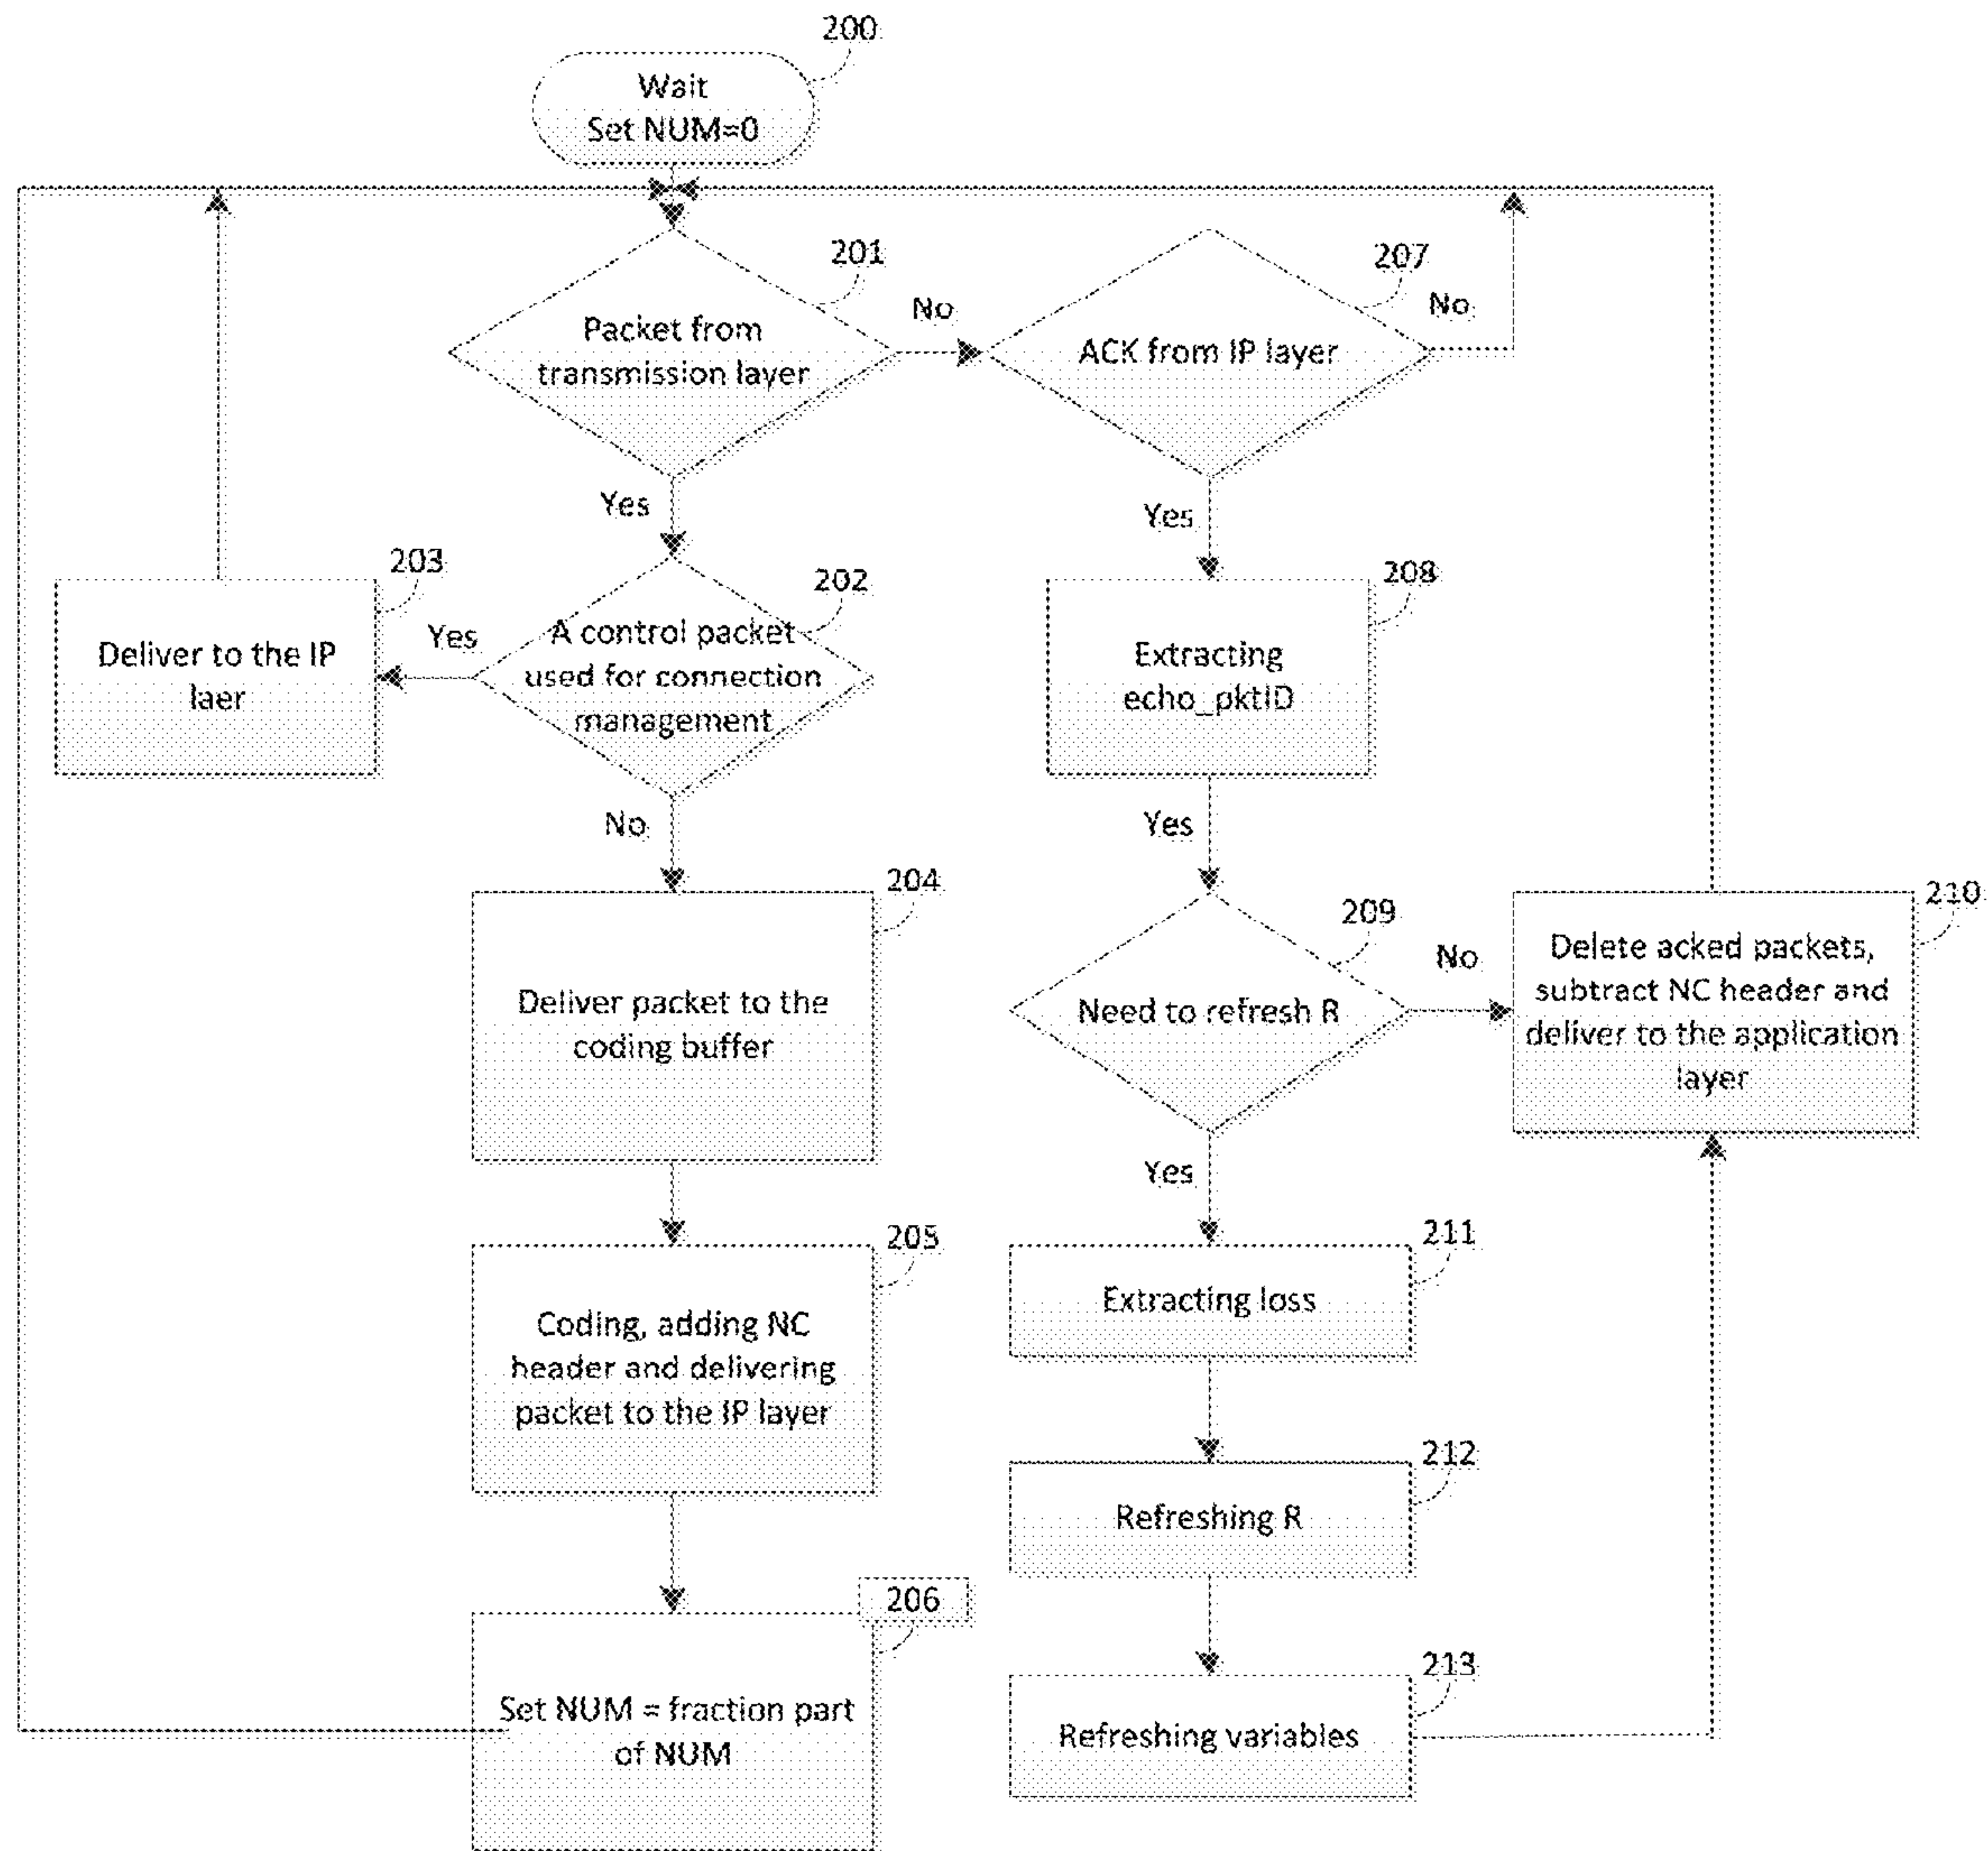 200
Wait
Set NUM=0
201
Packet from
transmission layer
No
207
ACK from IP layer
No
Yes
Yes
203
Deliver to the IP
laer
Yes
202
A control packet
used for connection
management
208
Extracting
echo_pktID
No
Yes
204
Deliver packet to the
coding buffer
209
Need to refresh R
No
210
Delete acked packets,
subtract NC header and
deliver to the application
layer
Yes
205
Coding, adding NC
header and delivering
packet to the IP layer
211
Extracting loss
212
Refreshing R
206
Set NUM = fraction part
of NUM
213
Refreshing variables